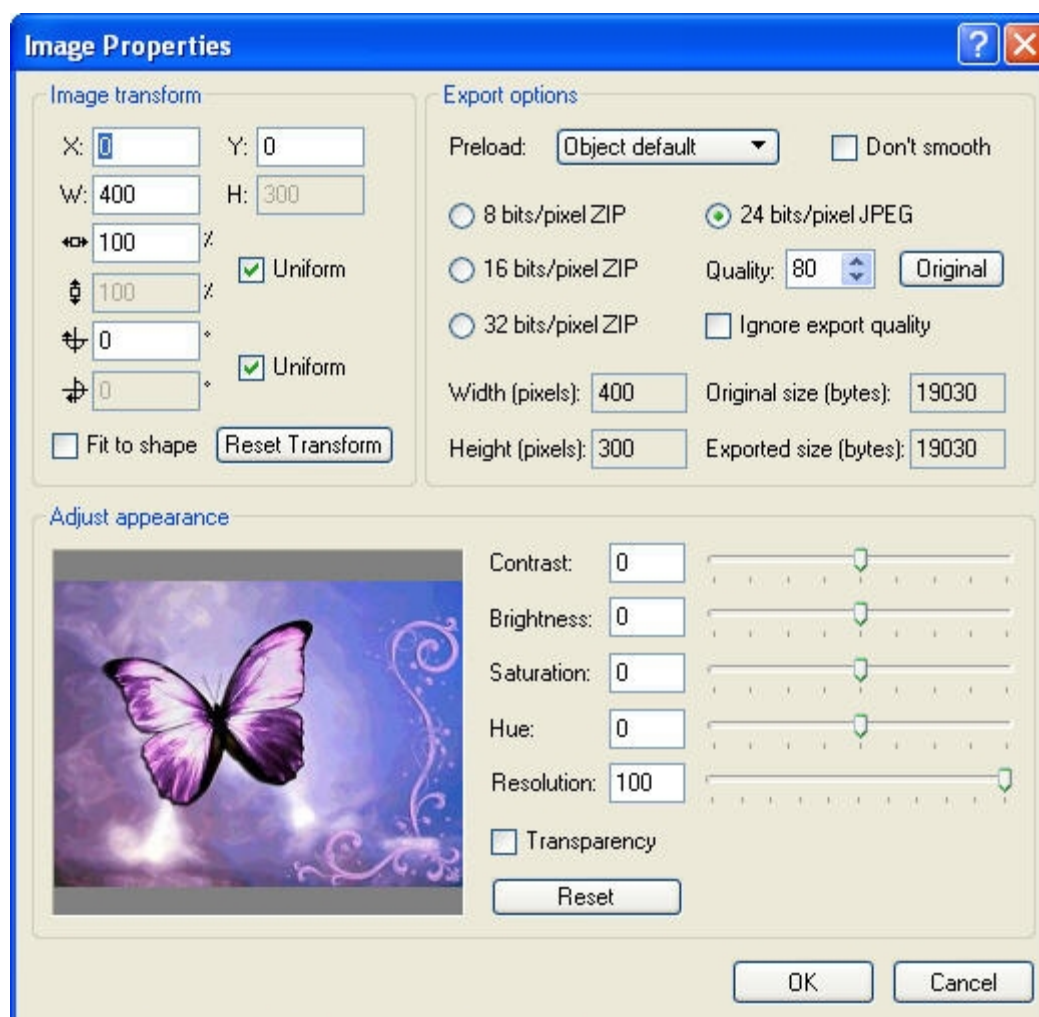 Image Properties
Image transform
X: 0 Y: 0
W: 400 H: 300
100 %
Uniform
100 %
0 °
Uniform
0 °
Fit to shape Reset Transform
Export options
Preload: Object default Don't smooth
8 bits/pixel ZIP 24 bits/pixel JPEG
16 bits/pixel ZIP Quality: 80 Original
32 bits/pixel ZIP Ignore export quality
Width (pixels): 400 Original size (bytes): 19030
Height (pixels): 300 Exported size (bytes): 19030
Adjust appearance
Contrast: 0
Brightness: 0
Saturation: 0
Hue: 0
Resolution: 100
Transparency
Reset
OK Cancel